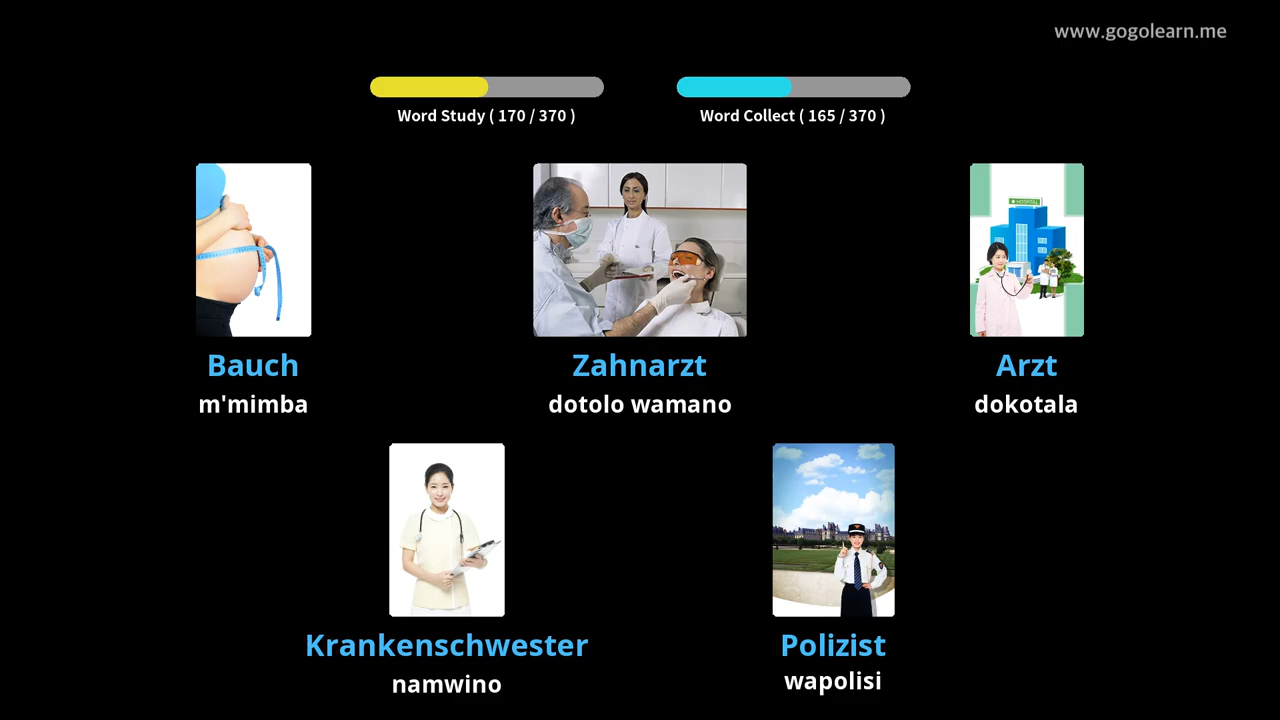 www.gogolearn.me
Word Study ( 170 / 370 )
Word Collect ( 165 / 370 )
HOSPITAL
Bauch
m'mimba
Zahnarzt
dotolo wamano
Arzt
dokotala
Krankenschwester
namwino
Polizist
wapolisi